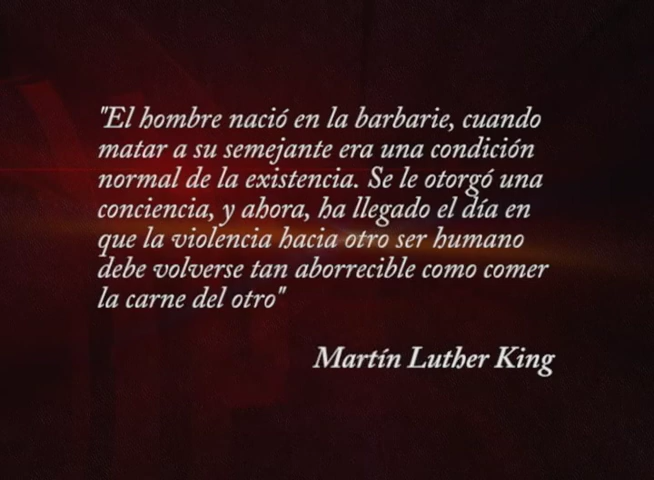 "El hombre nació en la barbarie, cuando
matar a su semejante era una condición
normal de la existencia. Se le otorgó una
conciencia, y ahora, ha llegado el día en
que la violencia hacia otro ser humano
debe volverse tan aborrecible como comer
la carne del otro"
Martín Luther King